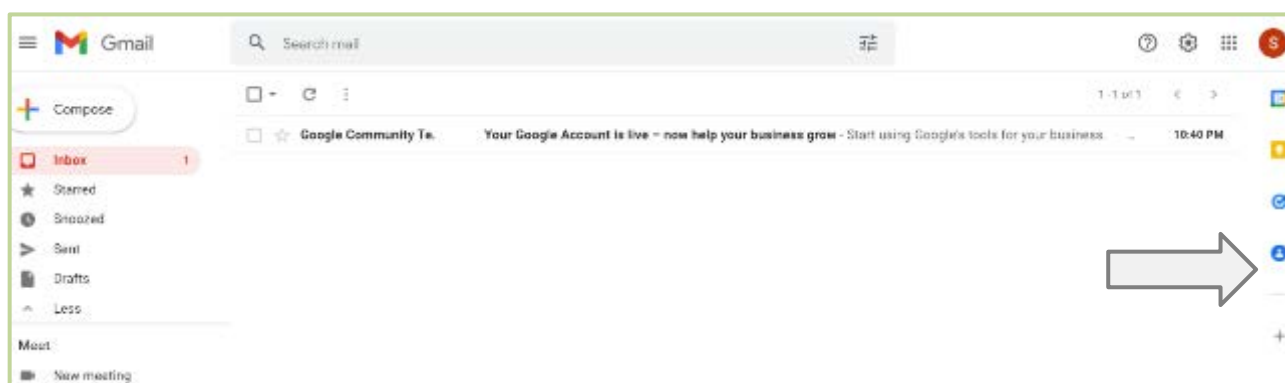 Gmail
Search mail
S
Compose
1-1 of 1
Google Community Te. Your Google Account is live – now help your business grow - Start using Google's tools for your business. ... 10:40 PM
Inbox 1
Starred
Snoozed
Sent
Drafts
Less
Meet
New meeting